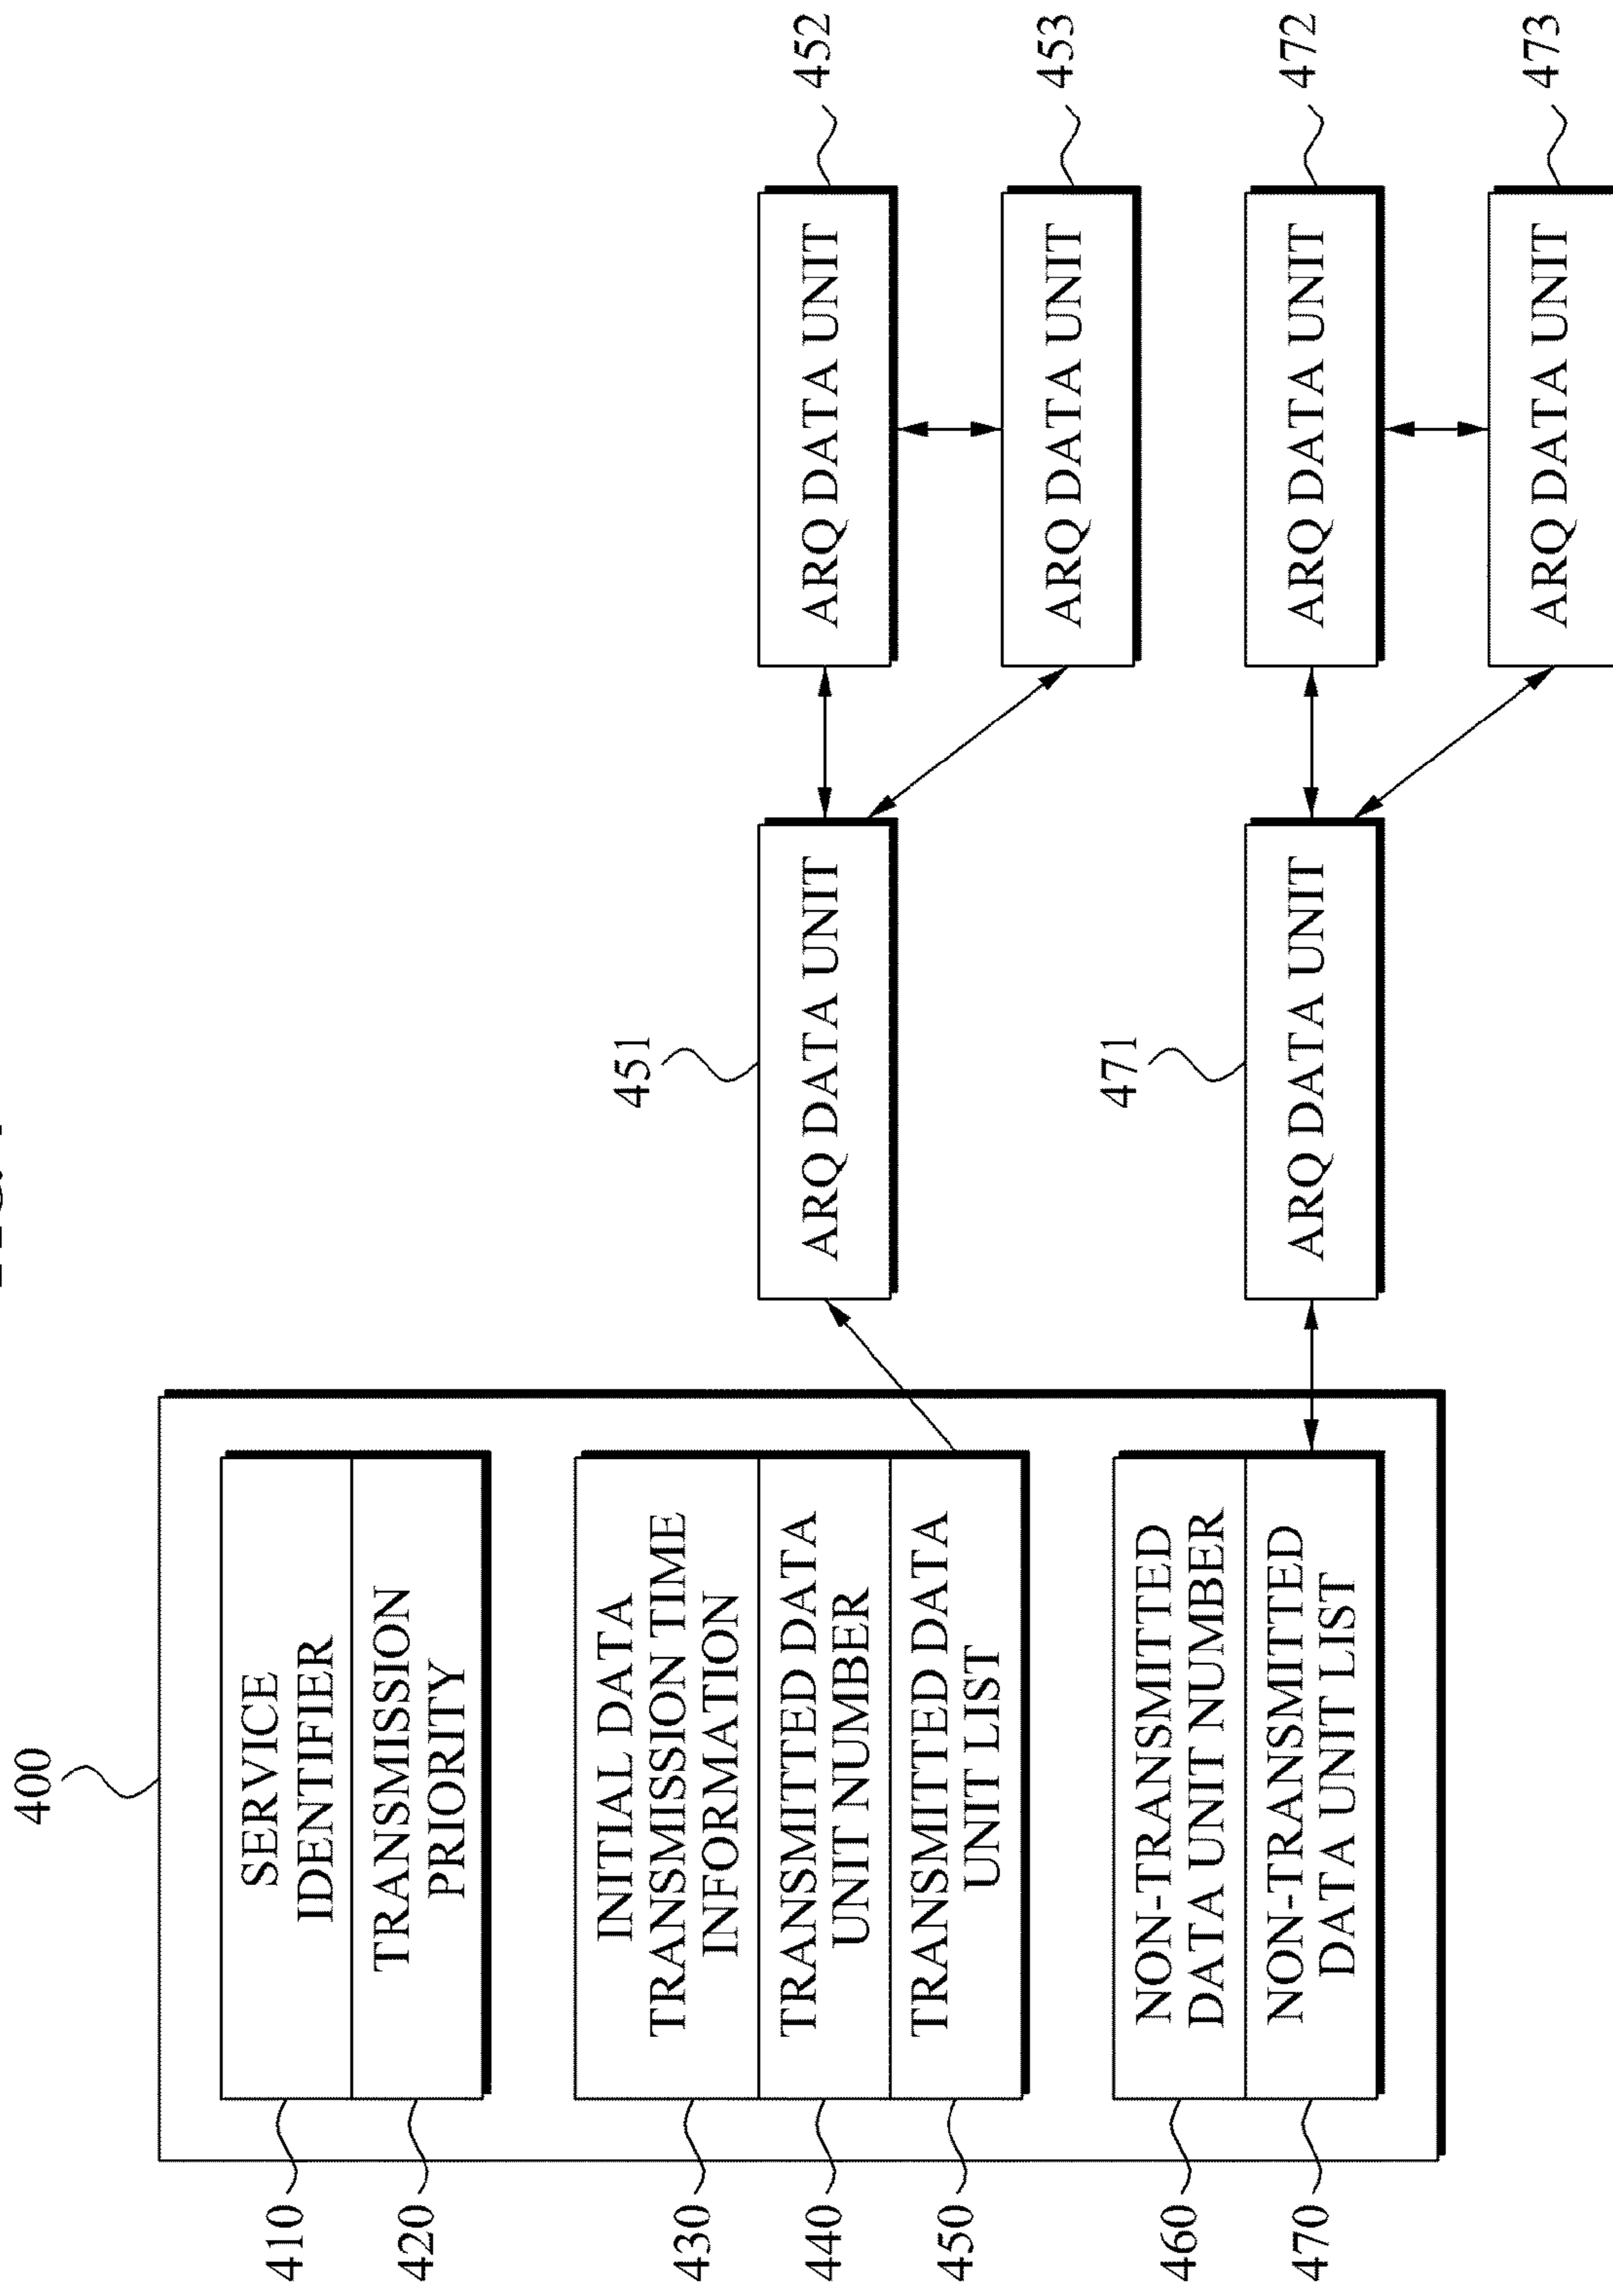 400
410
SERVICE
IDENTIFIER
420
TRANSMISSION
PRIORITY
430
INITIAL DATA
TRANSMISSION TIME
INFORMATION
440
TRANSMITTED DATA
UNIT NUMBER
450
TRANSMITTED DATA
UNIT LIST
460
NON-TRANSMITTED
DATA UNIT NUMBER
470
NON-TRANSMITTED
DATA UNIT LIST
451
ARQ DATA UNIT
ARQ DATA UNIT
452
ARQ DATA UNIT
453
471
ARQ DATA UNIT
ARQ DATA UNIT
472
ARQ DATA UNIT
473